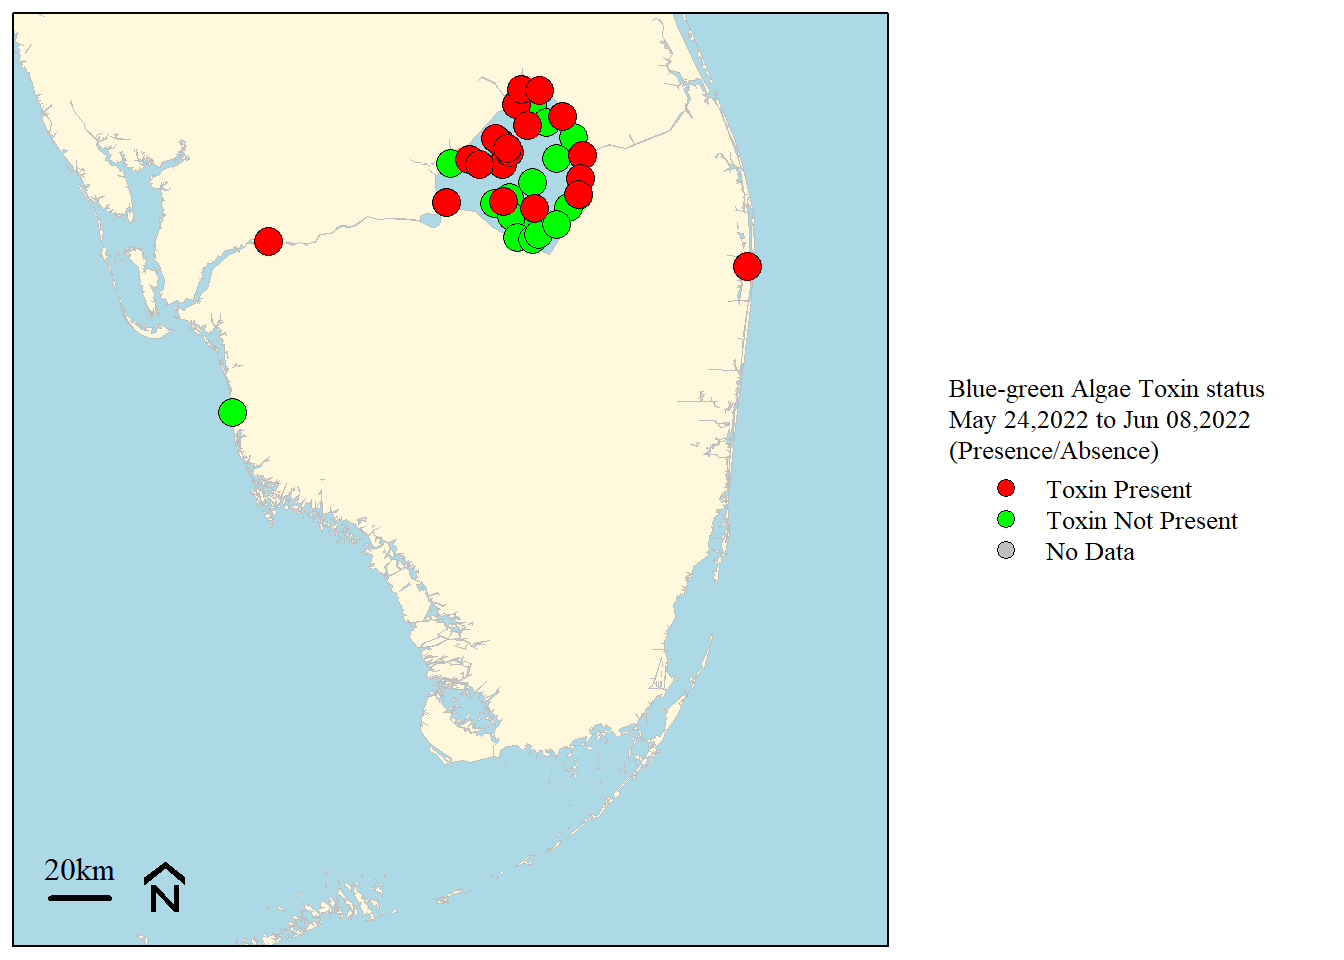 Blue-green Algae Toxin status
May 24,2022 to Jun 08,2022
(Presence/Absence)
Toxin Present
Toxin Not Present
No Data
20km
N